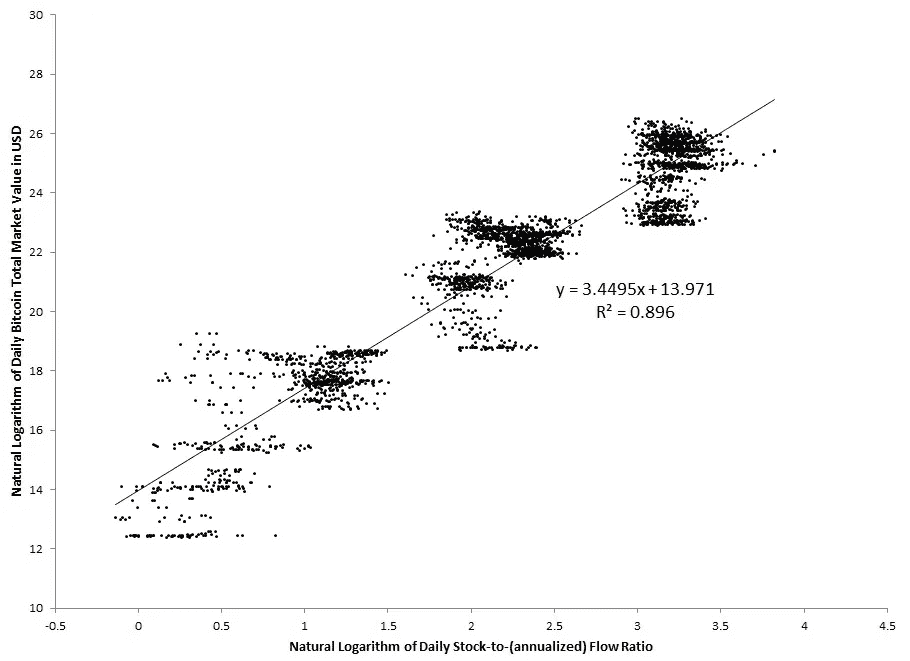 30
28
26
24
22
20
18
16
14
12
10
Natural Logarithm of Daily Bitcoin Total Market Value in USD
y = 3.4495x + 13.971
R² = 0.896
-0.5 0 0.5 1 1.5 2 2.5 3 3.5 4 4.5
Natural Logarithm of Daily Stock-to-(annualized) Flow Ratio